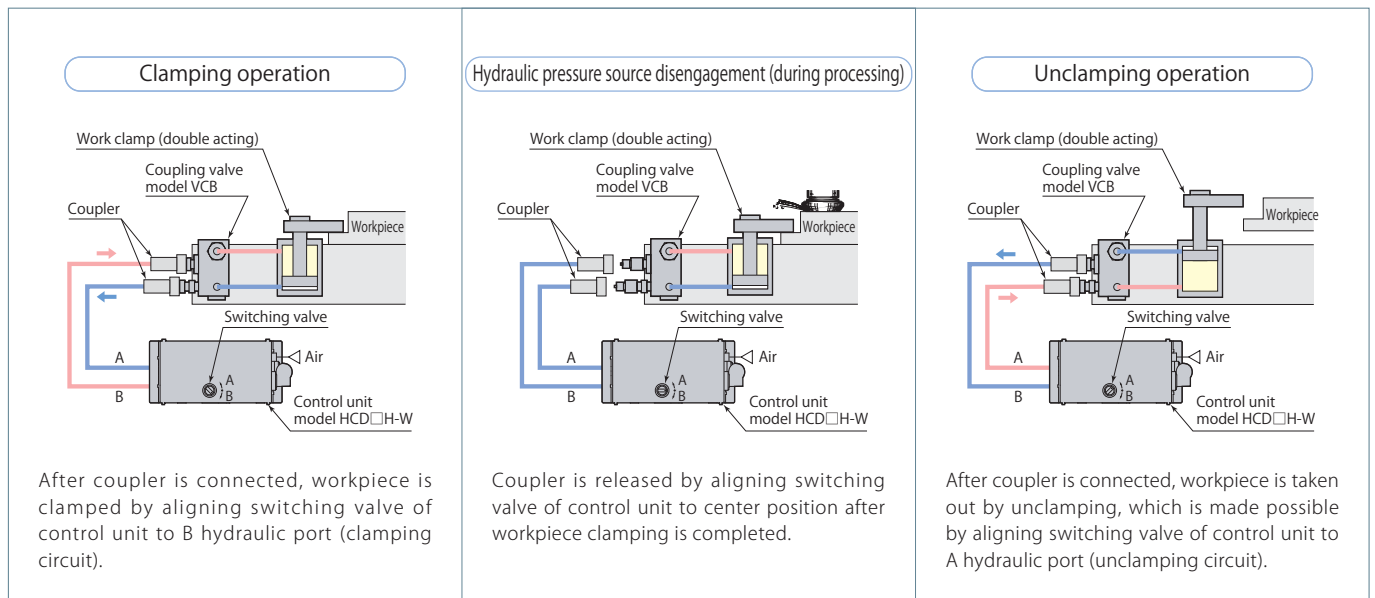 Clamping operation
Work clamp (double acting)
Coupling valve
model VCB
Coupler
Workpiece
Switching valve
A
B
A
B
Air
Control unit
model HCD□H-W
After coupler is connected, workpiece is
clamped by aligning switching valve of
control unit to B hydraulic port (clamping
circuit).
Hydraulic pressure source disengagement (during processing)
Work clamp (double acting)
Coupling valve
model VCB
Coupler
Workpiece
Switching valve
A
B
A
B
Air
Control unit
model HCD□H-W
Coupler is released by aligning switching
valve of control unit to center position after
workpiece clamping is completed.
Unclamping operation
Work clamp (double acting)
Coupling valve
model VCB
Coupler
Workpiece
Switching valve
A
B
A
B
Air
Control unit
model HCD□H-W
After coupler is connected, workpiece is taken
out by unclamping, which is made possible
by aligning switching valve of control unit to
A hydraulic port (unclamping circuit).